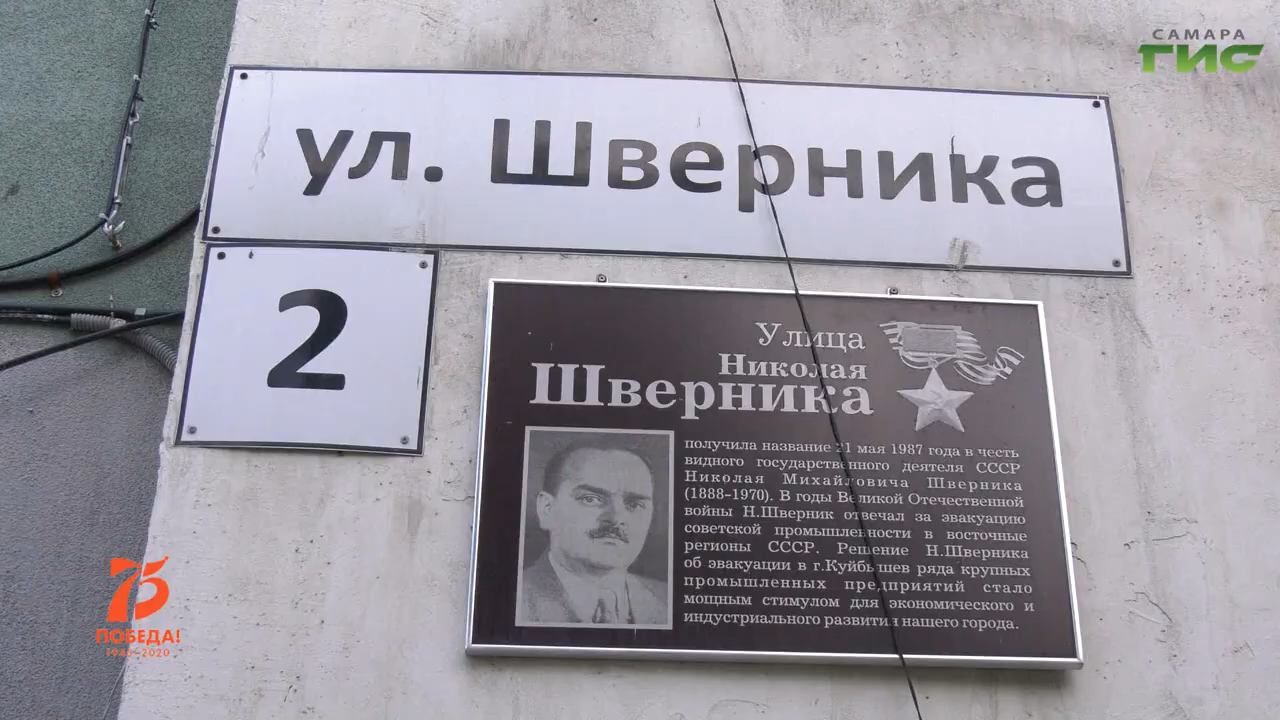 САМАРА
ГИС
ул. Шверника
2
Улица
Николая
Шверника
получила название 21 мая 1987 года в честь
видного государственного деятеля СССР
Николая Михайловича Шверника
(1888-1970). В годы Великой Отечественной
войны Н.Шверник отвечал за эвакуацию
советской промышленности в восточные
регионы СССР. Решение Н.Шверника
об эвакуации в г.Куйбышев ряда крупных
промышленных предприятий стало
мощным стимулом для экономического и
индустриального развития нашего города.
75
ПОБЕДА!
1945-2020